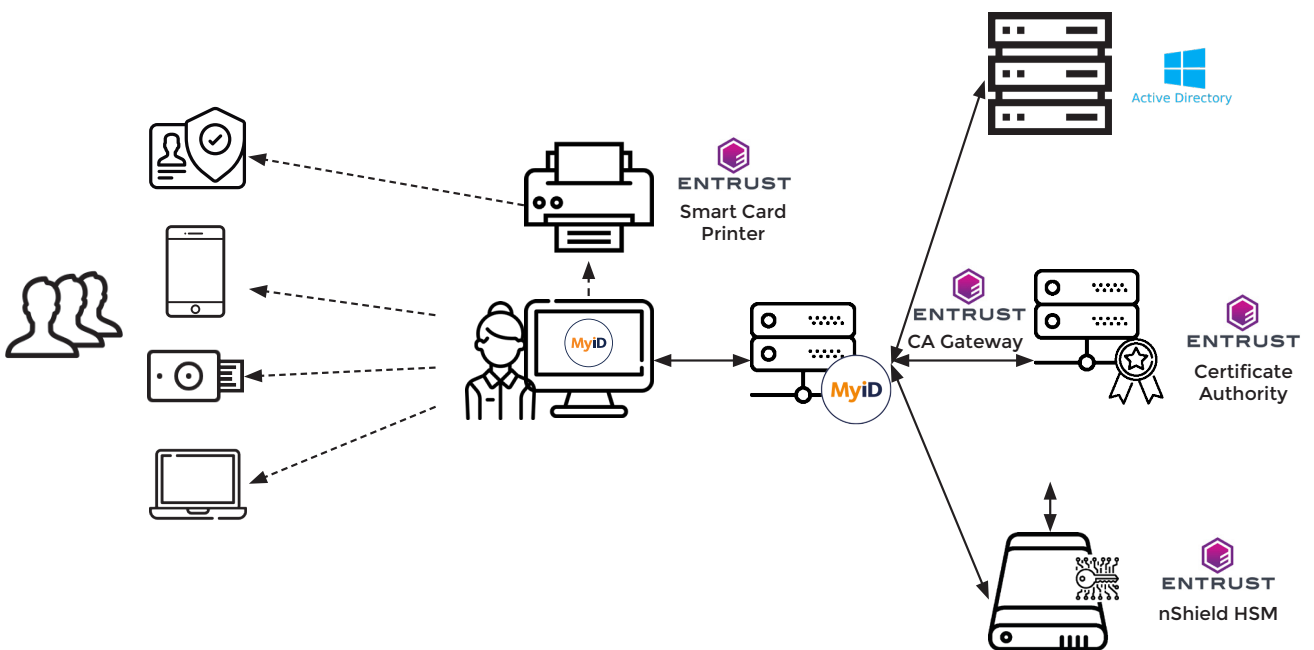 Active Directory
ENTRUST
Smart Card
Printer
MyiD
MyiD
ENTRUST
CA Gateway
ENTRUST
Certificate
Authority
ENTRUST
nShield HSM